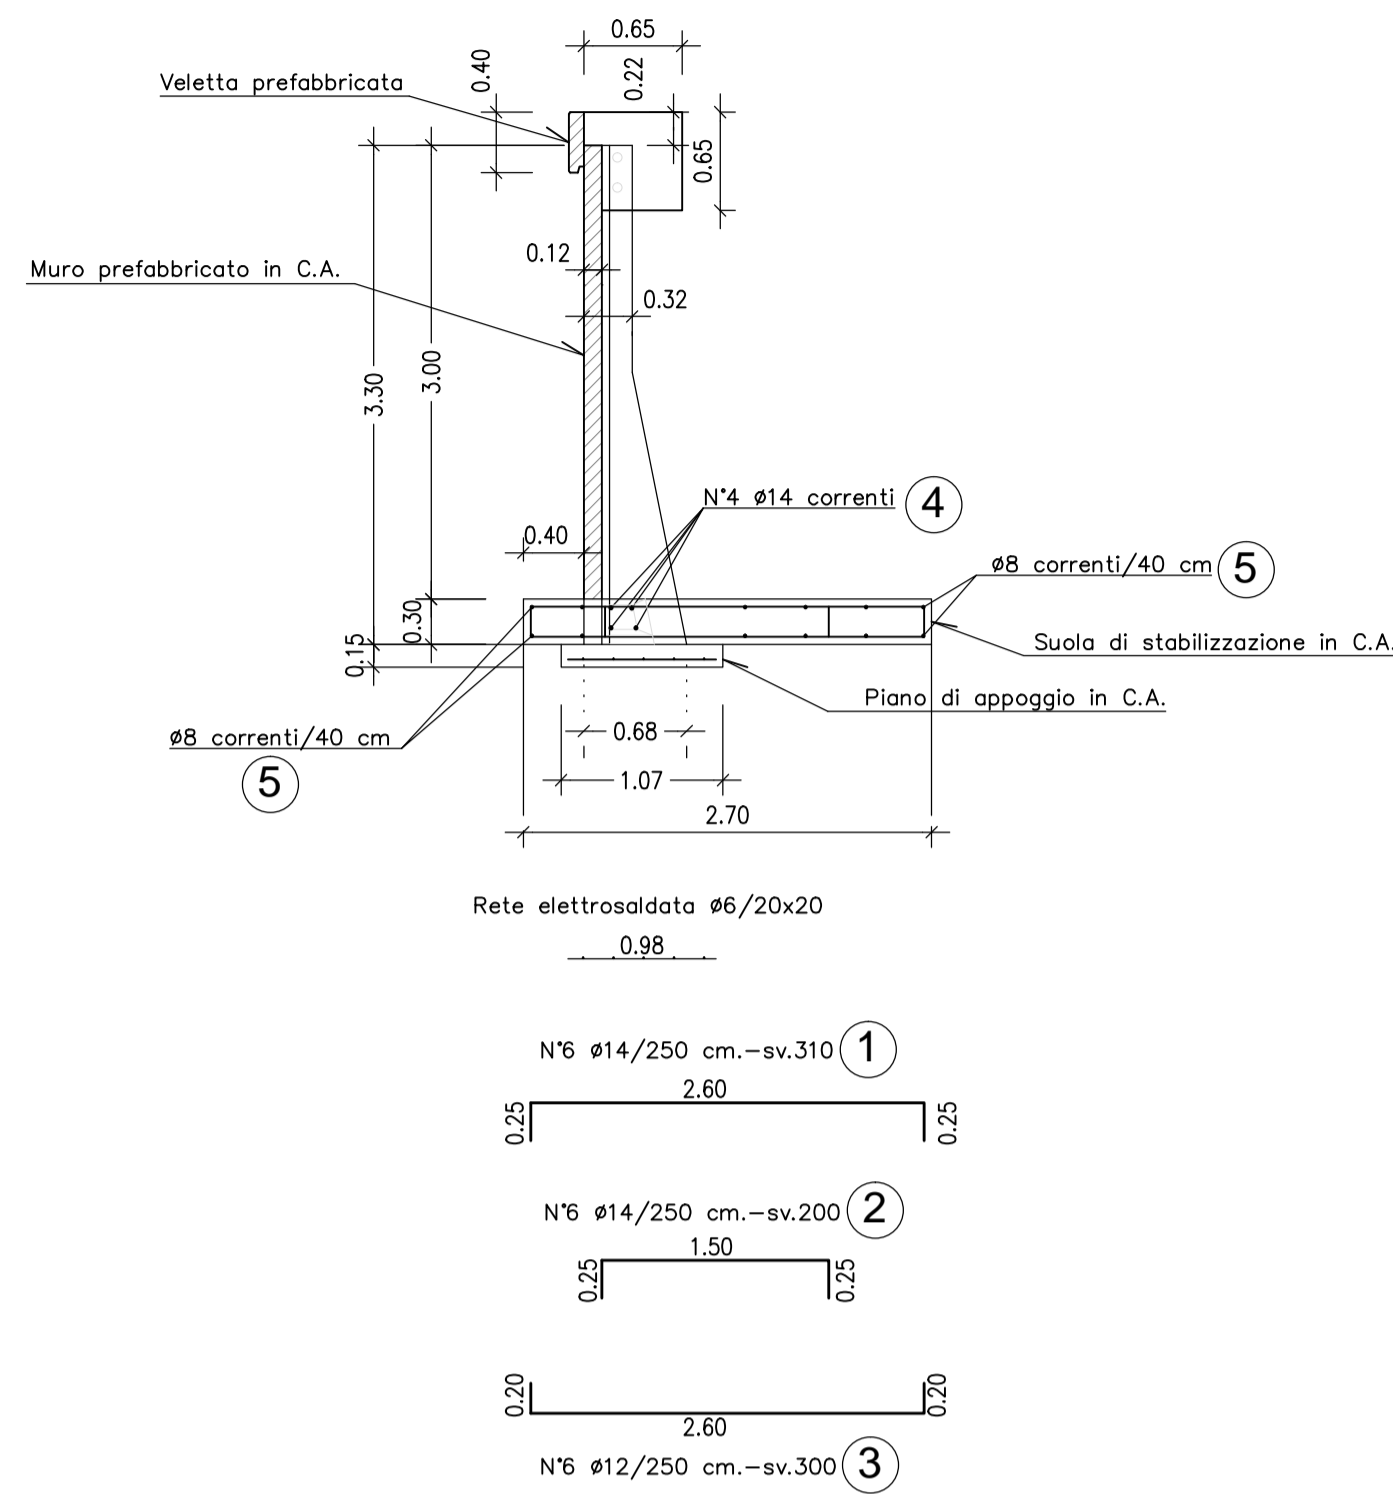 0.65
0.40
0.22
Veletta prefabbricata
0.65
0.12
Muro prefabbricato in C.A.
0.32
3.30
3.00
N°4 ø14 correnti 4
0.40
ø8 correnti/40 cm 5
0.30
0.15
Suola di stabilizzazione in C.A.
Piano di appoggio in C.A.
0.68
ø8 correnti/40 cm
5
1.07
2.70
Rete elettrosaldata ø6/20x20
0.98
N°6 ø14/250 cm.-sv.310 1
2.60
0.25
0.25
N°6 ø14/250 cm.-sv.200 2
1.50
0.25
0.25
0.20
0.20
2.60
N°6 ø12/250 cm.-sv.300 3